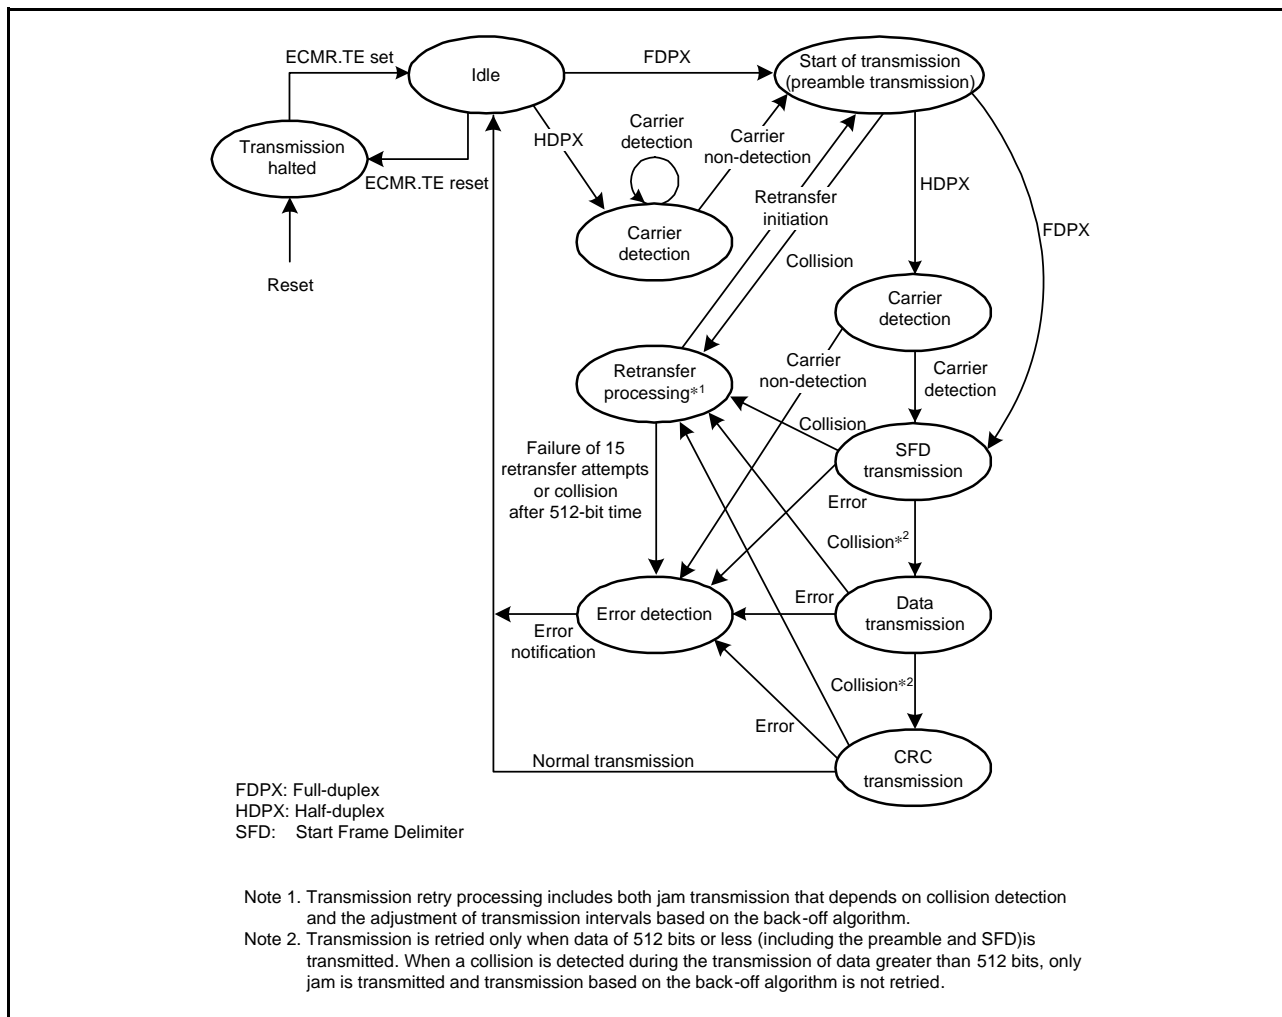 ECMR.TE set
Idle
FDPX
Start of transmission
(preamble transmission)
Transmission
halted
ECMR.TE reset
HDPX
Carrier
detection
Carrier
non-detection
Carrier
detection
Retransfer
initiation
HDPX
FDPX
Reset
Collision
Carrier
detection
Retransfer
processing*1
Carrier
non-detection
Carrier
detection
Collision
SFD
transmission
Failure of 15
retransfer attempts
or collision
after 512-bit time
Error
Collision*2
Error detection
Error
Data
transmission
Error
notification
Collision*2
Error
Normal transmission
CRC
transmission
FDPX: Full-duplex
HDPX: Half-duplex
SFD: Start Frame Delimiter
Note 1. Transmission retry processing includes both jam transmission that depends on collision detection
and the adjustment of transmission intervals based on the back-off algorithm.
Note 2. Transmission is retried only when data of 512 bits or less (including the preamble and SFD)is
transmitted. When a collision is detected during the transmission of data greater than 512 bits, only
jam is transmitted and transmission based on the back-off algorithm is not retried.